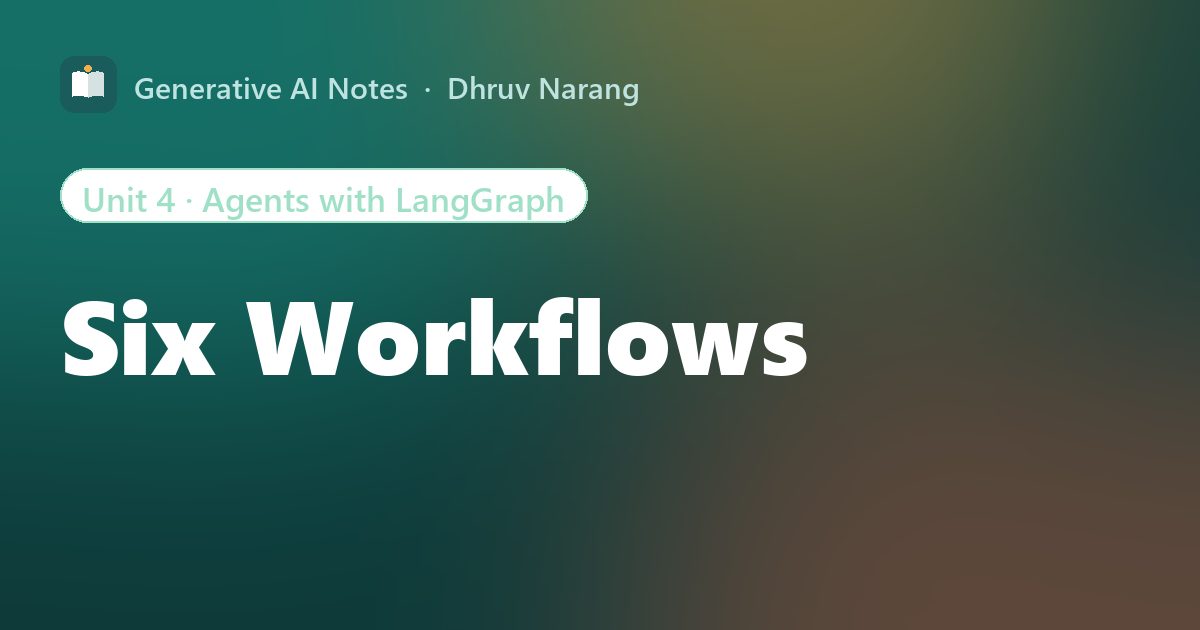 Generative AI Notes · Dhruv Narang
Unit 4 · Agents with LangGraph
Six Workflows